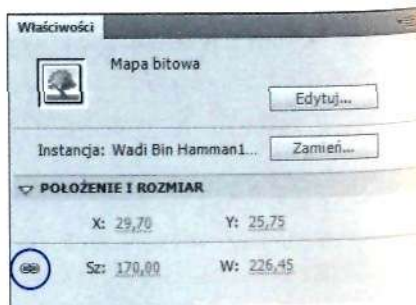 Właściwości
Mapa bitowa
Edytuj...
Instancja: Wadi Bin Hamman1... Zamień...
POŁOŻENIE I ROZMIAR
X: 29,70 Y: 25,75
Sz: 170,00 W: 226,45